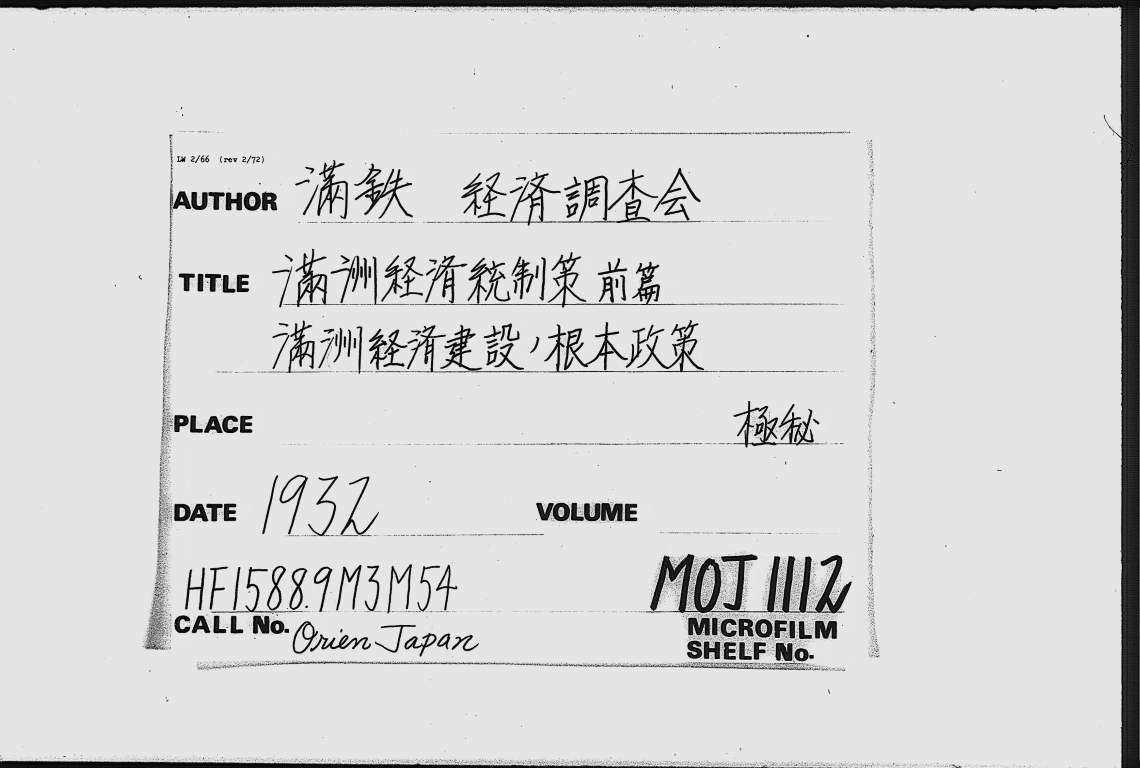 LW 2/66 (rev 2/72)
AUTHOR 満鉄 経済調査会
TITLE 満洲経済統制策 前篇
満洲経済建設ノ根本政策
PLACE 極秘
DATE 1932 VOLUME
HF1588.9M3M54 MOJ 1112
CALL No. Orien Japan MICROFILM
SHELF No.